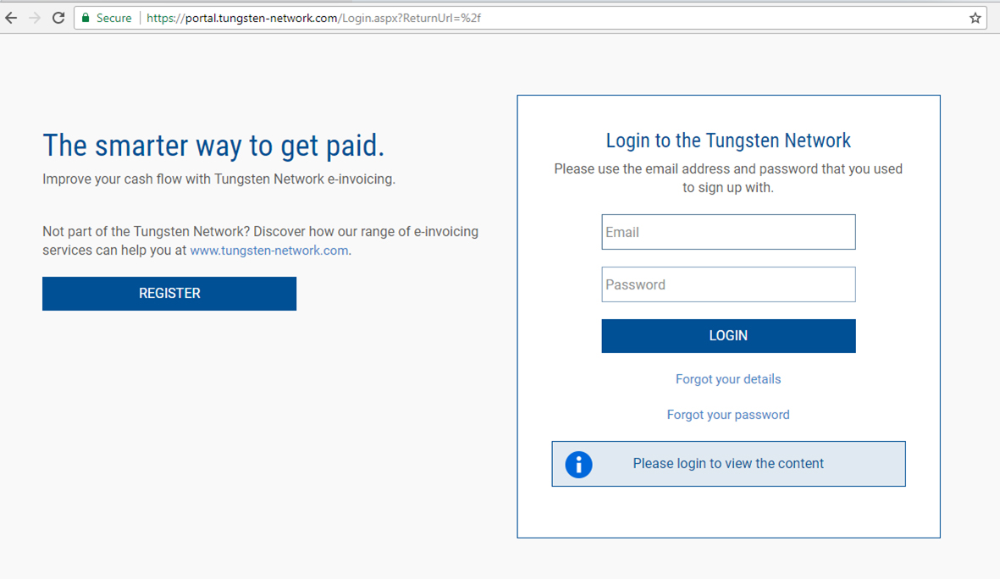 Secure
https://portal.tungsten-network.com/Login.aspx?ReturnUrl=%2f
The smarter way to get paid.
Improve your cash flow with Tungsten Network e-invoicing.
Not part of the Tungsten Network? Discover how our range of e-invoicing
services can help you at www.tungsten-network.com.
REGISTER
Login to the Tungsten Network
Please use the email address and password that you used
to sign up with.
Email
Password
LOGIN
Forgot your details
Forgot your password
Please login to view the content